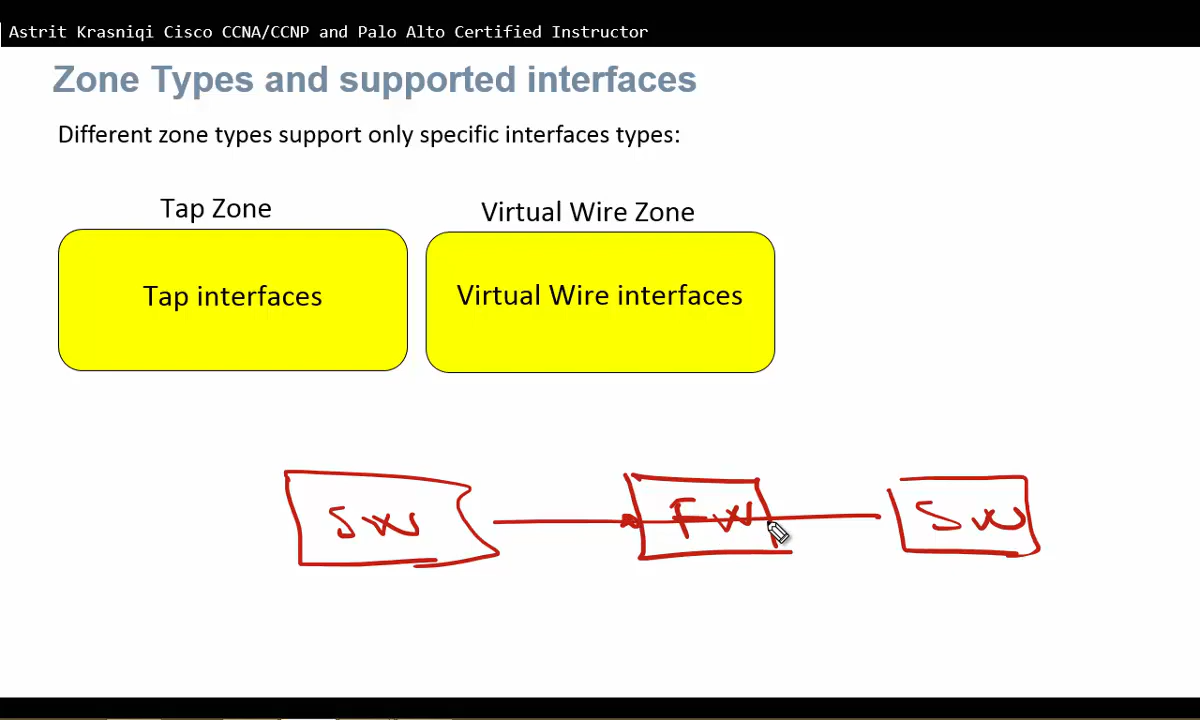 Astrit Krasniqi Cisco CCNA/CCNP and Palo Alto Certified Instructor
Zone Types and supported interfaces
Different zone types support only specific interfaces types:
Tap Zone
Virtual Wire Zone
Tap interfaces
Virtual Wire interfaces
SW
FW
SW